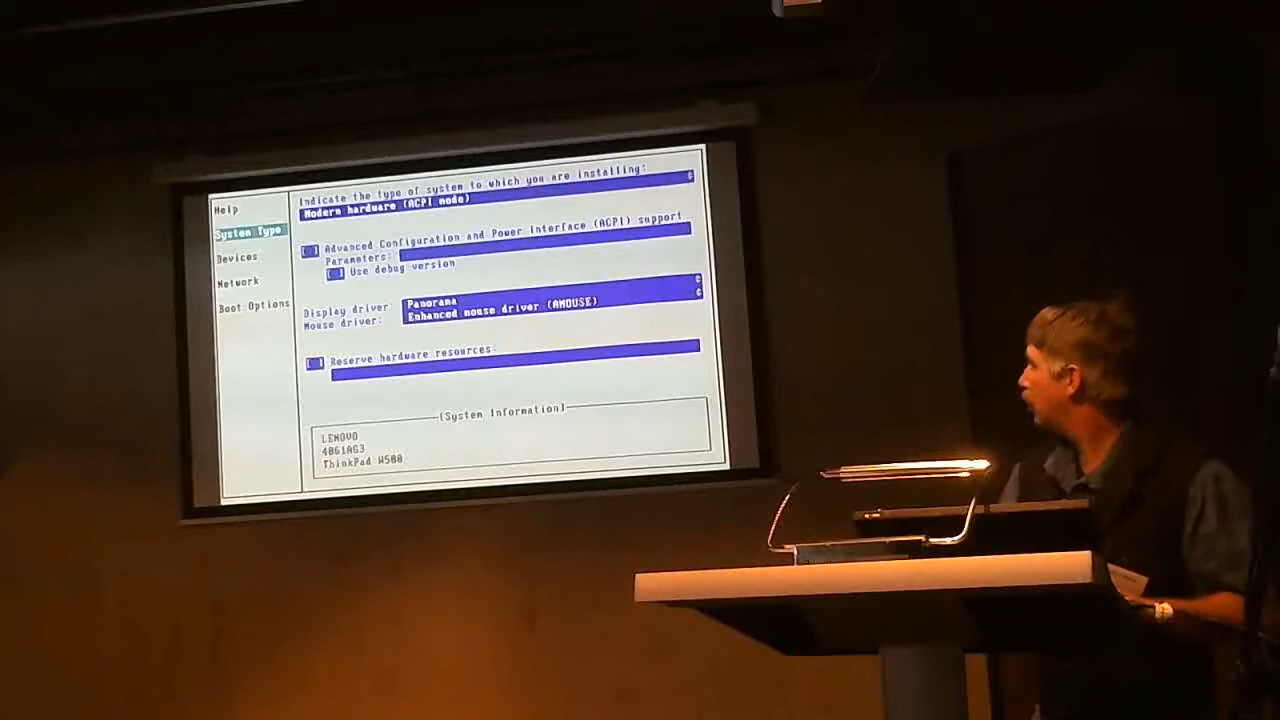 Help
System Type
Devices
Network
Boot Options
Indicate the type of system to which you are installing:
Modern hardware (ACPI mode)
Advanced Configuration and Power Interface (ACPI) support
Parameters:
Use debug version
Display driver: Panorama
Mouse driver: Enhanced mouse driver (AMOUSE)
Reserve hardware resources:
[System Information]
LENOVO
4061AG3
ThinkPad W500